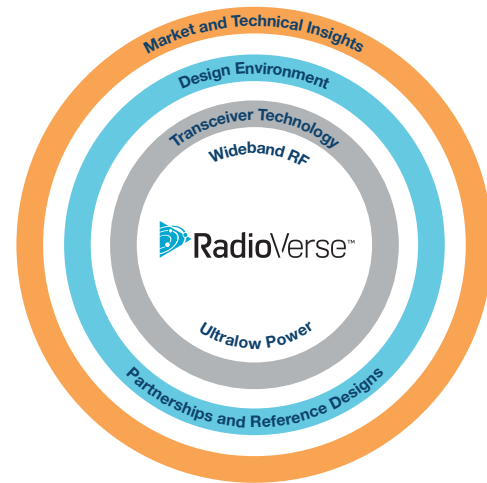 Market and Technical Insights
Design Environment
Transceiver Technology
Wideband RF
RadioVerse™
Ultralow Power
Partnerships and Reference Designs